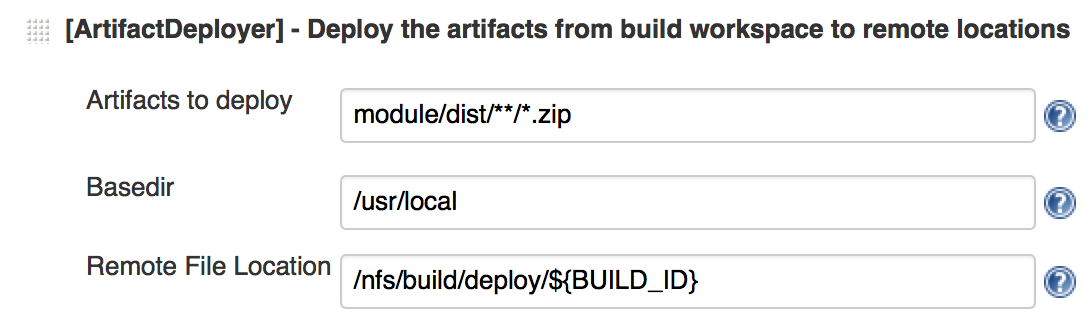 [ArtifactDeployer] - Deploy the artifacts from build workspace to remote locations
Artifacts to deploy
module/dist/**/*.zip
Basedir
/usr/local
Remote File Location
/nfs/build/deploy/${BUILD_ID}